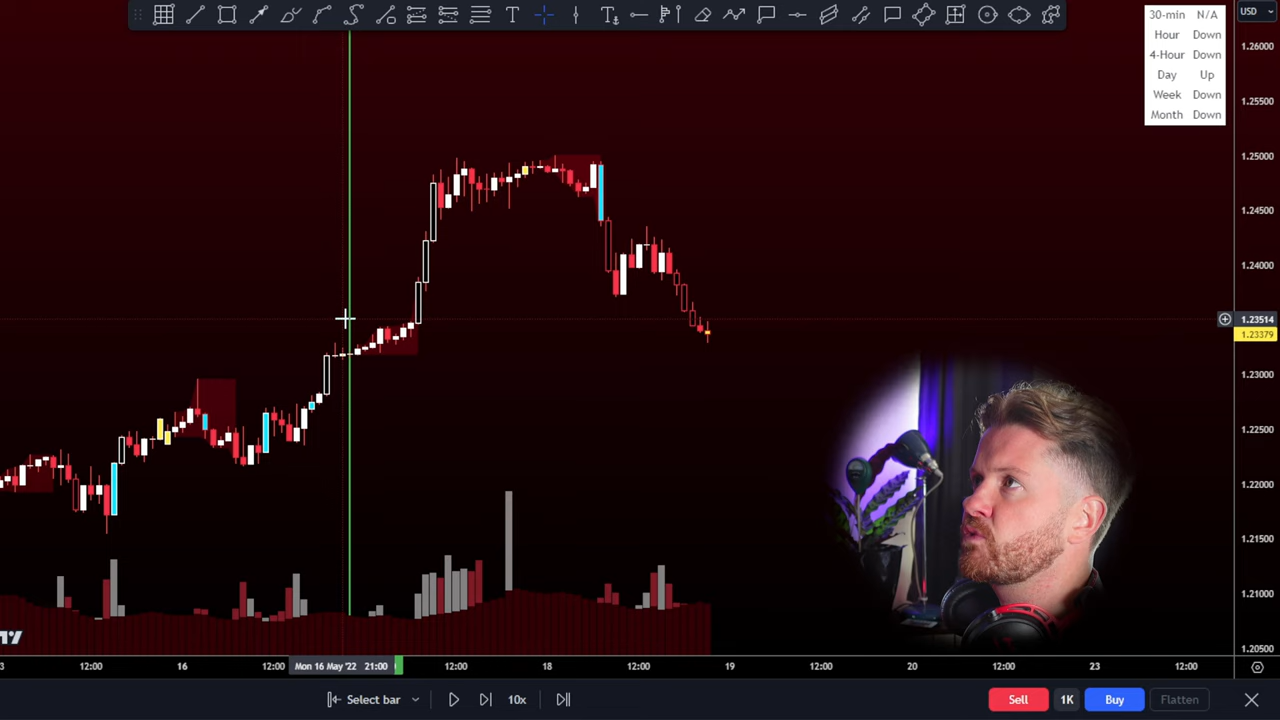 30-min N/A
Hour Down
4-Hour Down
Day Up
Week Down
Month Down
USD
1.26000
1.25500
1.25000
1.24500
1.24000
1.23514
1.23379
1.23000
1.22500
1.22000
1.21500
1.21000
1.20500
3 12:00 16 12:00 Mon 16 May '22 21:00 12:00 18 12:00 19 12:00 20 12:00 23 12:00
Select bar 10x Sell 1K Buy Flatten